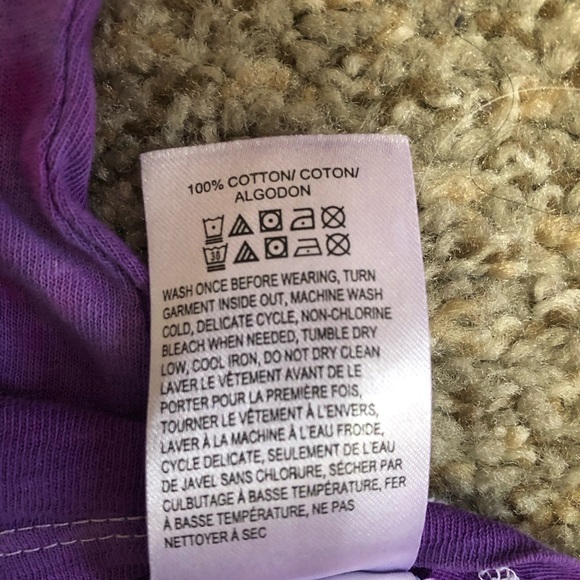 100% COTTON/ COTON/
ALGODON
30
WASH ONCE BEFORE WEARING, TURN
GARMENT INSIDE OUT, MACHINE WASH
COLD, DELICATE CYCLE, NON-CHLORINE
BLEACH WHEN NEEDED, TUMBLE DRY
LOW, COOL IRON, DO NOT DRY CLEAN
LAVER LE VÊTEMENT AVANT DE LE
PORTER POUR LA PREMIÈRE FOIS,
TOURNER LE VÊTEMENT À L'ENVERS,
LAVER À LA MACHINE À L'EAU FROIDE,
CYCLE DELICATE, SEULEMENT DE L'EAU
DE JAVEL SANS CHLORURE, SÉCHER PAR
CULBUTAGE À BASSE TEMPÉRATURE, FER
À BASSE TEMPÉRATURE, NE PAS
NETTOYER À SEC